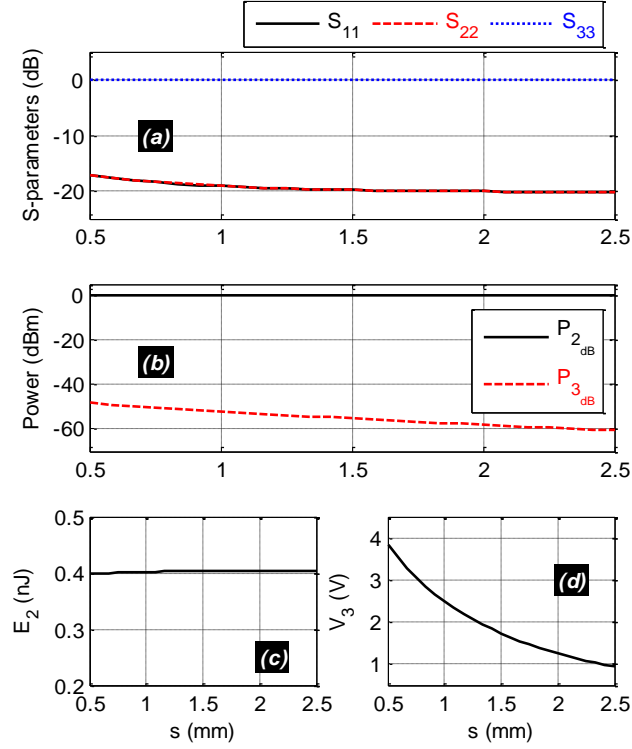 S11 S22 S33
S-parameters (dB)
0
-10
-20
(a)
0.5 1 1.5 2 2.5
Power (dBm)
0
-20
-40
-60
(b)
P2dB
P3dB
0.5 1 1.5 2 2.5
E2 (nJ)
0.5
0.4
0.3
0.2
(c)
0.5 1 1.5 2 2.5
s (mm)
V3 (V)
4
3
2
1
(d)
0.5 1 1.5 2 2.5
s (mm)